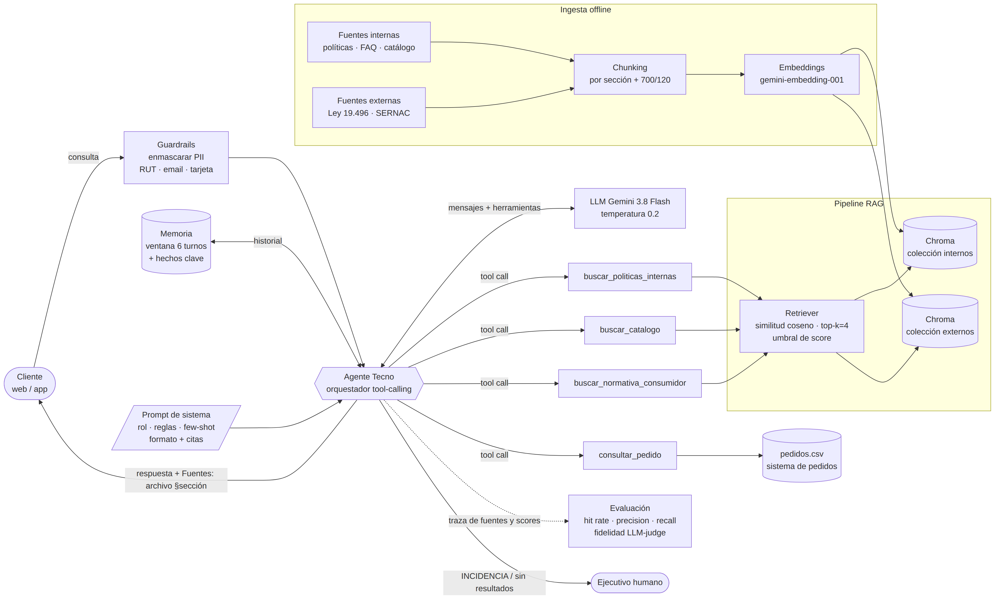 Ingesta offline
Fuentes internas
políticas · FAQ · catálogo
Fuentes externas
Ley 19.496 · SERNAC
Chunking
por sección + 700/120
Embeddings
gemini-embedding-001
consulta
Guardrails
enmascarar PII
RUT · email · tarjeta
Memoria
ventana 6 turnos
+ hechos clave
historial
mensajes + herramientas
LLM Gemini 3.8 Flash
temperatura 0.2
Pipeline RAG
Chroma
colección internos
Chroma
colección externos
Retriever
similitud coseno · top-k=4
umbral de score
tool call
buscar_politicas_internas
tool call
buscar_catalogo
tool call
buscar_normativa_consumidor
Cliente
web / app
Agente Tecno
orquestador tool-calling
Prompt de sistema
rol · reglas · few-shot
formato + citas
respuesta + Fuentes:
archivo §sección
tool call
consultar_pedido
pedidos.csv
sistema de pedidos
traza de fuentes y scores
Evaluación
hit rate · precision · recall
fidelidad LLM-judge
INCIDENCIA / sin
resultados
Ejecutivo humano